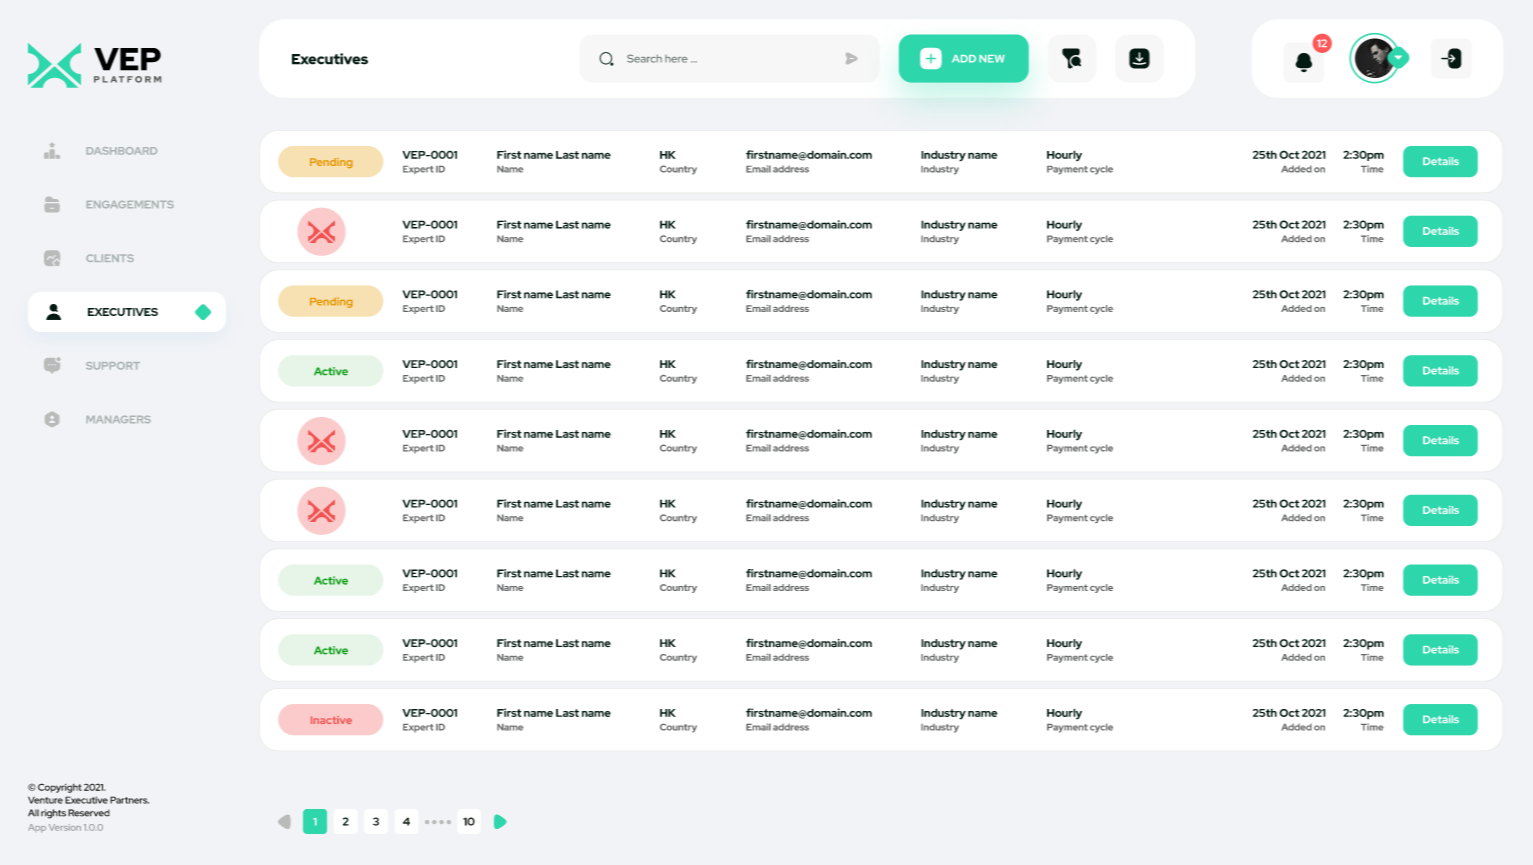 VEP
PLATFORM
Executives
Search here ...
ADD NEW
12
DASHBOARD
ENGAGEMENTS
CLIENTS
EXECUTIVES
SUPPORT
MANAGERS
Pending VEP-0001 First name Last name HK firstname@domain.com Industry name Hourly 25th Oct 2021 2:30pm Details
Expert ID Name Country Email address Industry Payment cycle Added on Time
VEP-0001 First name Last name HK firstname@domain.com Industry name Hourly 25th Oct 2021 2:30pm Details
Expert ID Name Country Email address Industry Payment cycle Added on Time
Pending VEP-0001 First name Last name HK firstname@domain.com Industry name Hourly 25th Oct 2021 2:30pm Details
Expert ID Name Country Email address Industry Payment cycle Added on Time
Active VEP-0001 First name Last name HK firstname@domain.com Industry name Hourly 25th Oct 2021 2:30pm Details
Expert ID Name Country Email address Industry Payment cycle Added on Time
VEP-0001 First name Last name HK firstname@domain.com Industry name Hourly 25th Oct 2021 2:30pm Details
Expert ID Name Country Email address Industry Payment cycle Added on Time
VEP-0001 First name Last name HK firstname@domain.com Industry name Hourly 25th Oct 2021 2:30pm Details
Expert ID Name Country Email address Industry Payment cycle Added on Time
Active VEP-0001 First name Last name HK firstname@domain.com Industry name Hourly 25th Oct 2021 2:30pm Details
Expert ID Name Country Email address Industry Payment cycle Added on Time
Active VEP-0001 First name Last name HK firstname@domain.com Industry name Hourly 25th Oct 2021 2:30pm Details
Expert ID Name Country Email address Industry Payment cycle Added on Time
Inactive VEP-0001 First name Last name HK firstname@domain.com Industry name Hourly 25th Oct 2021 2:30pm Details
Expert ID Name Country Email address Industry Payment cycle Added on Time
© Copyright 2021.
Venture Executive Partners.
All rights Reserved
App Version 1.0.0
1 2 3 4 10